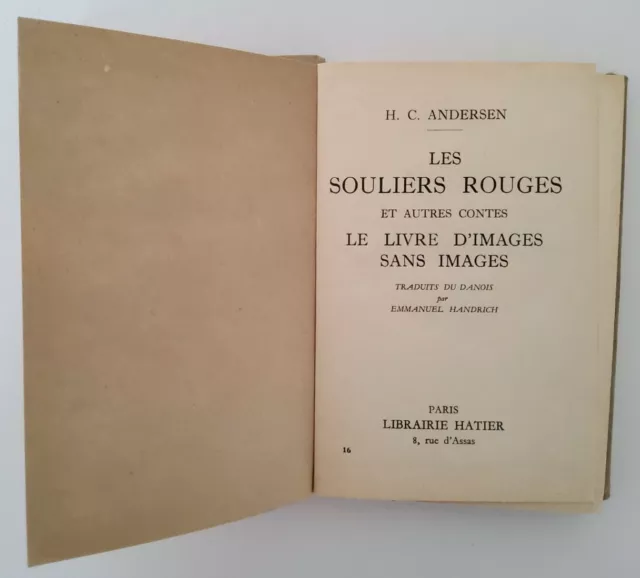 H. C. ANDERSEN
LES
SOULIERS ROUGES
ET AUTRES CONTES
LE LIVRE D'IMAGES
SANS IMAGES
TRADUITS DU DANOIS
par
EMMANUEL HANDRICH
PARIS
LIBRAIRIE HATIER
8, rue d'Assas
16